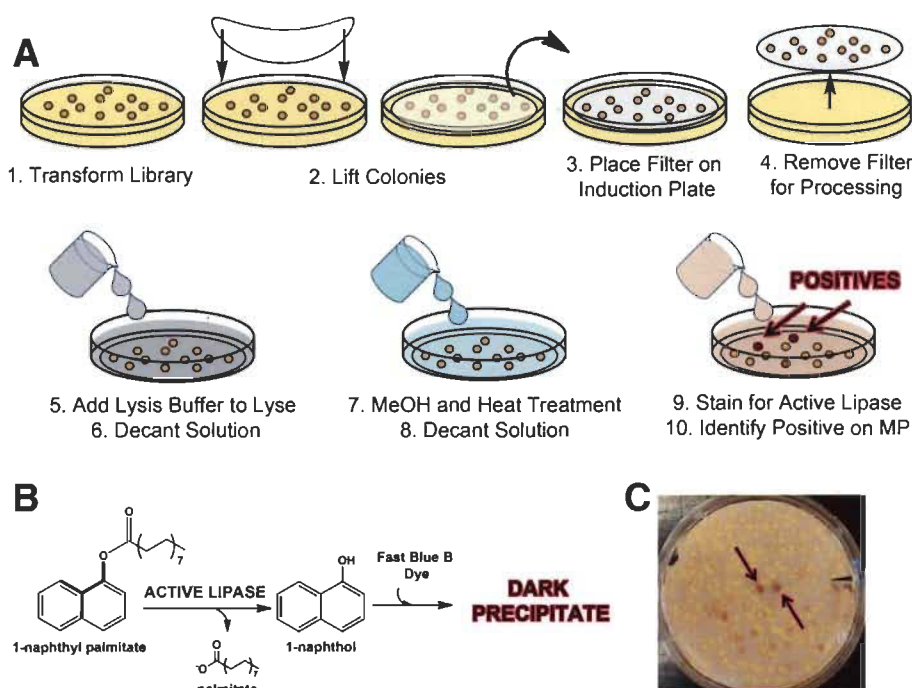 A
1. Transform Library
2. Lift Colonies
3. Place Filter on
Induction Plate
4. Remove Filter
for Processing
POSITIVES
5. Add Lysis Buffer to Lyse
6. Decant Solution
7. MeOH and Heat Treatment
8. Decant Solution
9. Stain for Active Lipase
10. Identify Positive on MP
B
O
O
7
1-naphthyl palmitate
ACTIVE LIPASE
O
-O
7
palmitate
OH
1-naphthol
Fast Blue B
Dye
DARK
PRECIPITATE
C